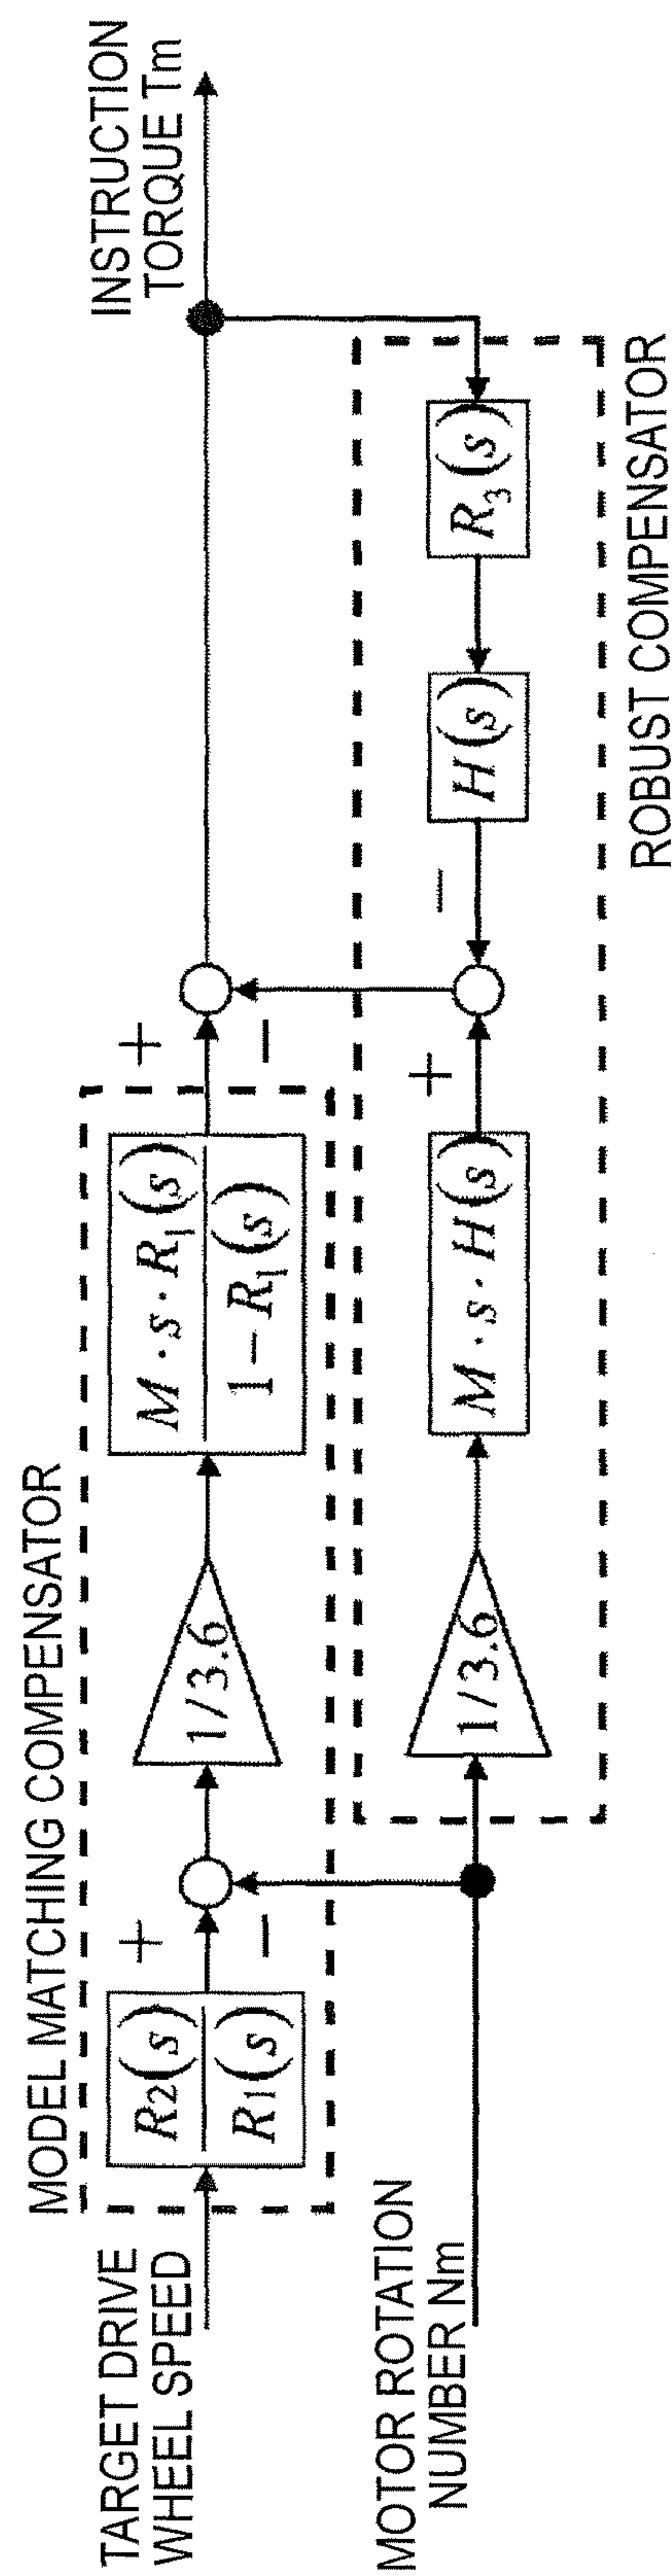 MODEL MATCHING COMPENSATOR
TARGET DRIVE
WHEEL SPEED
R2(s)
R1(s)
+
−
1/3.6
M · s · R₁(s)
1 − R₁(s)
+
−
INSTRUCTION
TORQUE Tm
MOTOR ROTATION
NUMBER Nm
1/3.6
M · s · H(s)
+
−
H(s)
R₃(s)
ROBUST COMPENSATOR